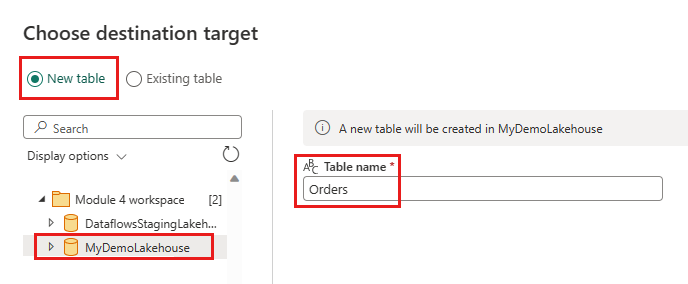 Choose destination target
New table
Existing table
Search
Display options
Module 4 workspace [2]
DataflowsStagingLakeh...
MyDemoLakehouse
A new table will be created in MyDemoLakehouse
ABC Table name *
Orders